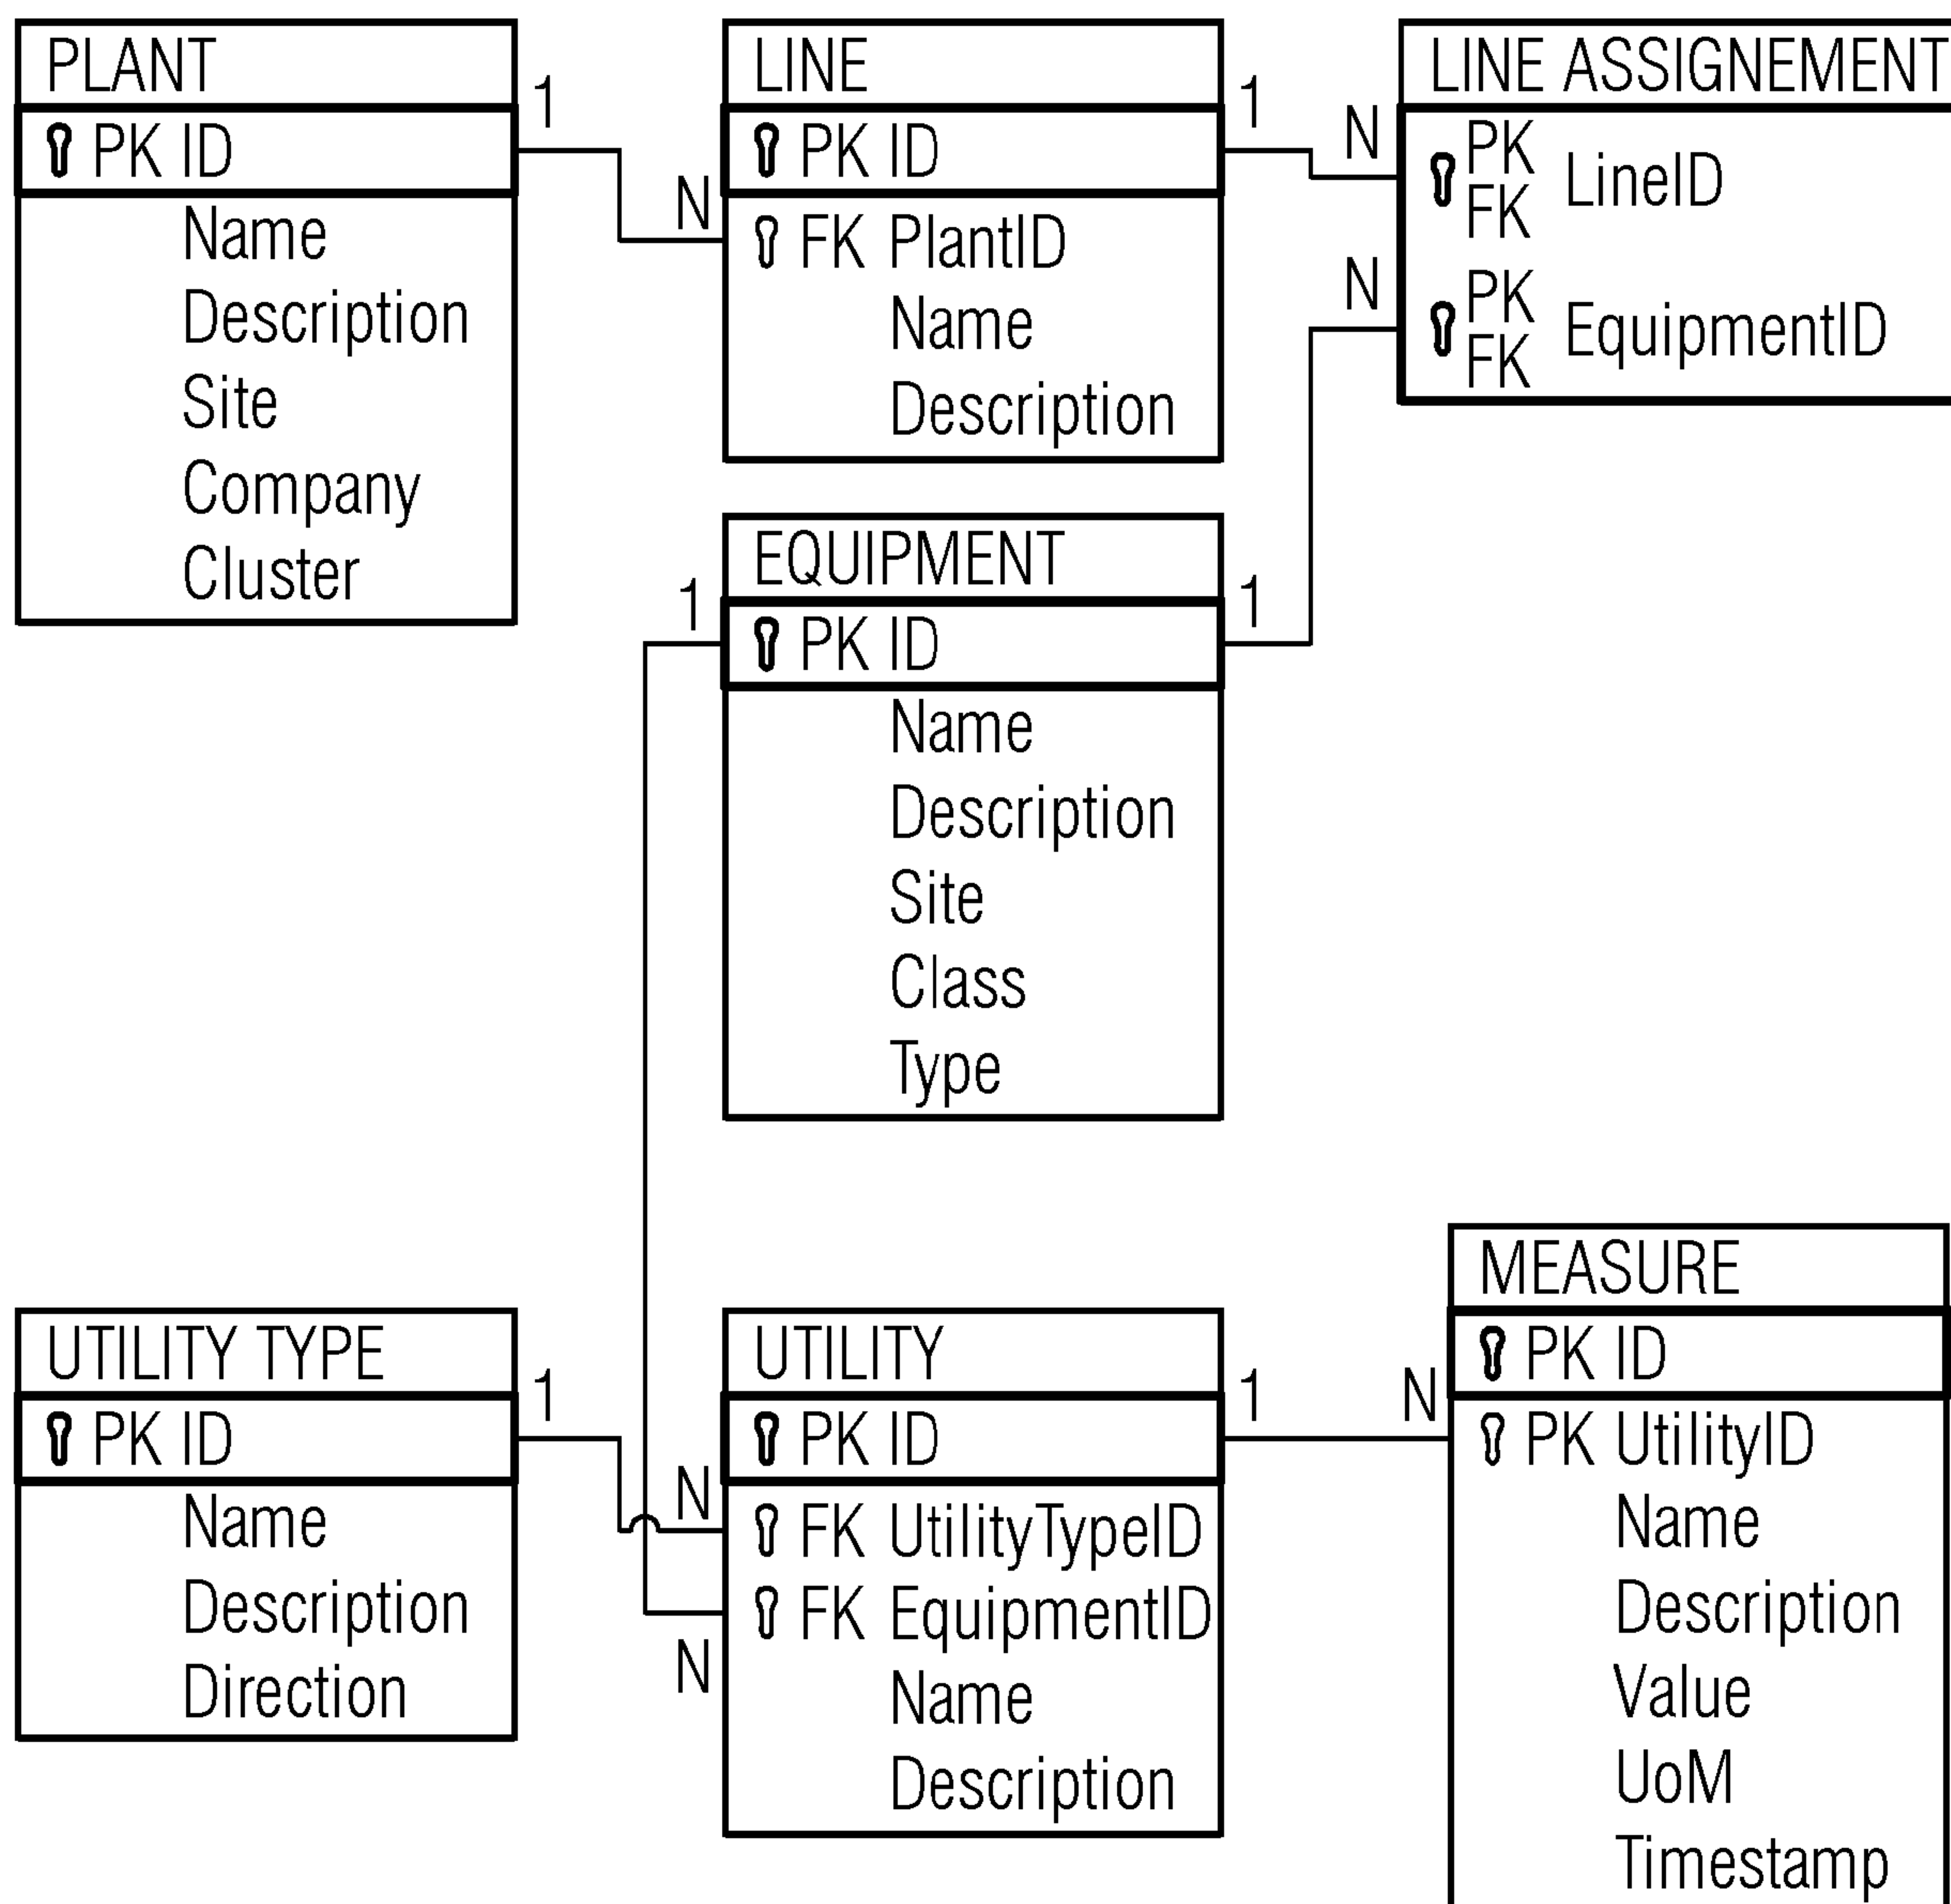 PLANT
PK ID
Name
Description
Site
Company
Cluster
1
N
LINE
PK ID
FK PlantID
Name
Description
1
N
LINE ASSIGNEMENT
PK
FK
LineID
N
PK
FK
EquipmentID
1
EQUIPMENT
PK ID
Name
Description
Site
Class
Type
1
UTILITY TYPE
PK ID
Name
Description
Direction
1
N
N
UTILITY
PK ID
FK UtilityTypeID
FK EquipmentID
Name
Description
1
N
MEASURE
PK ID
PK UtilityID
Name
Description
Value
UoM
Timestamp